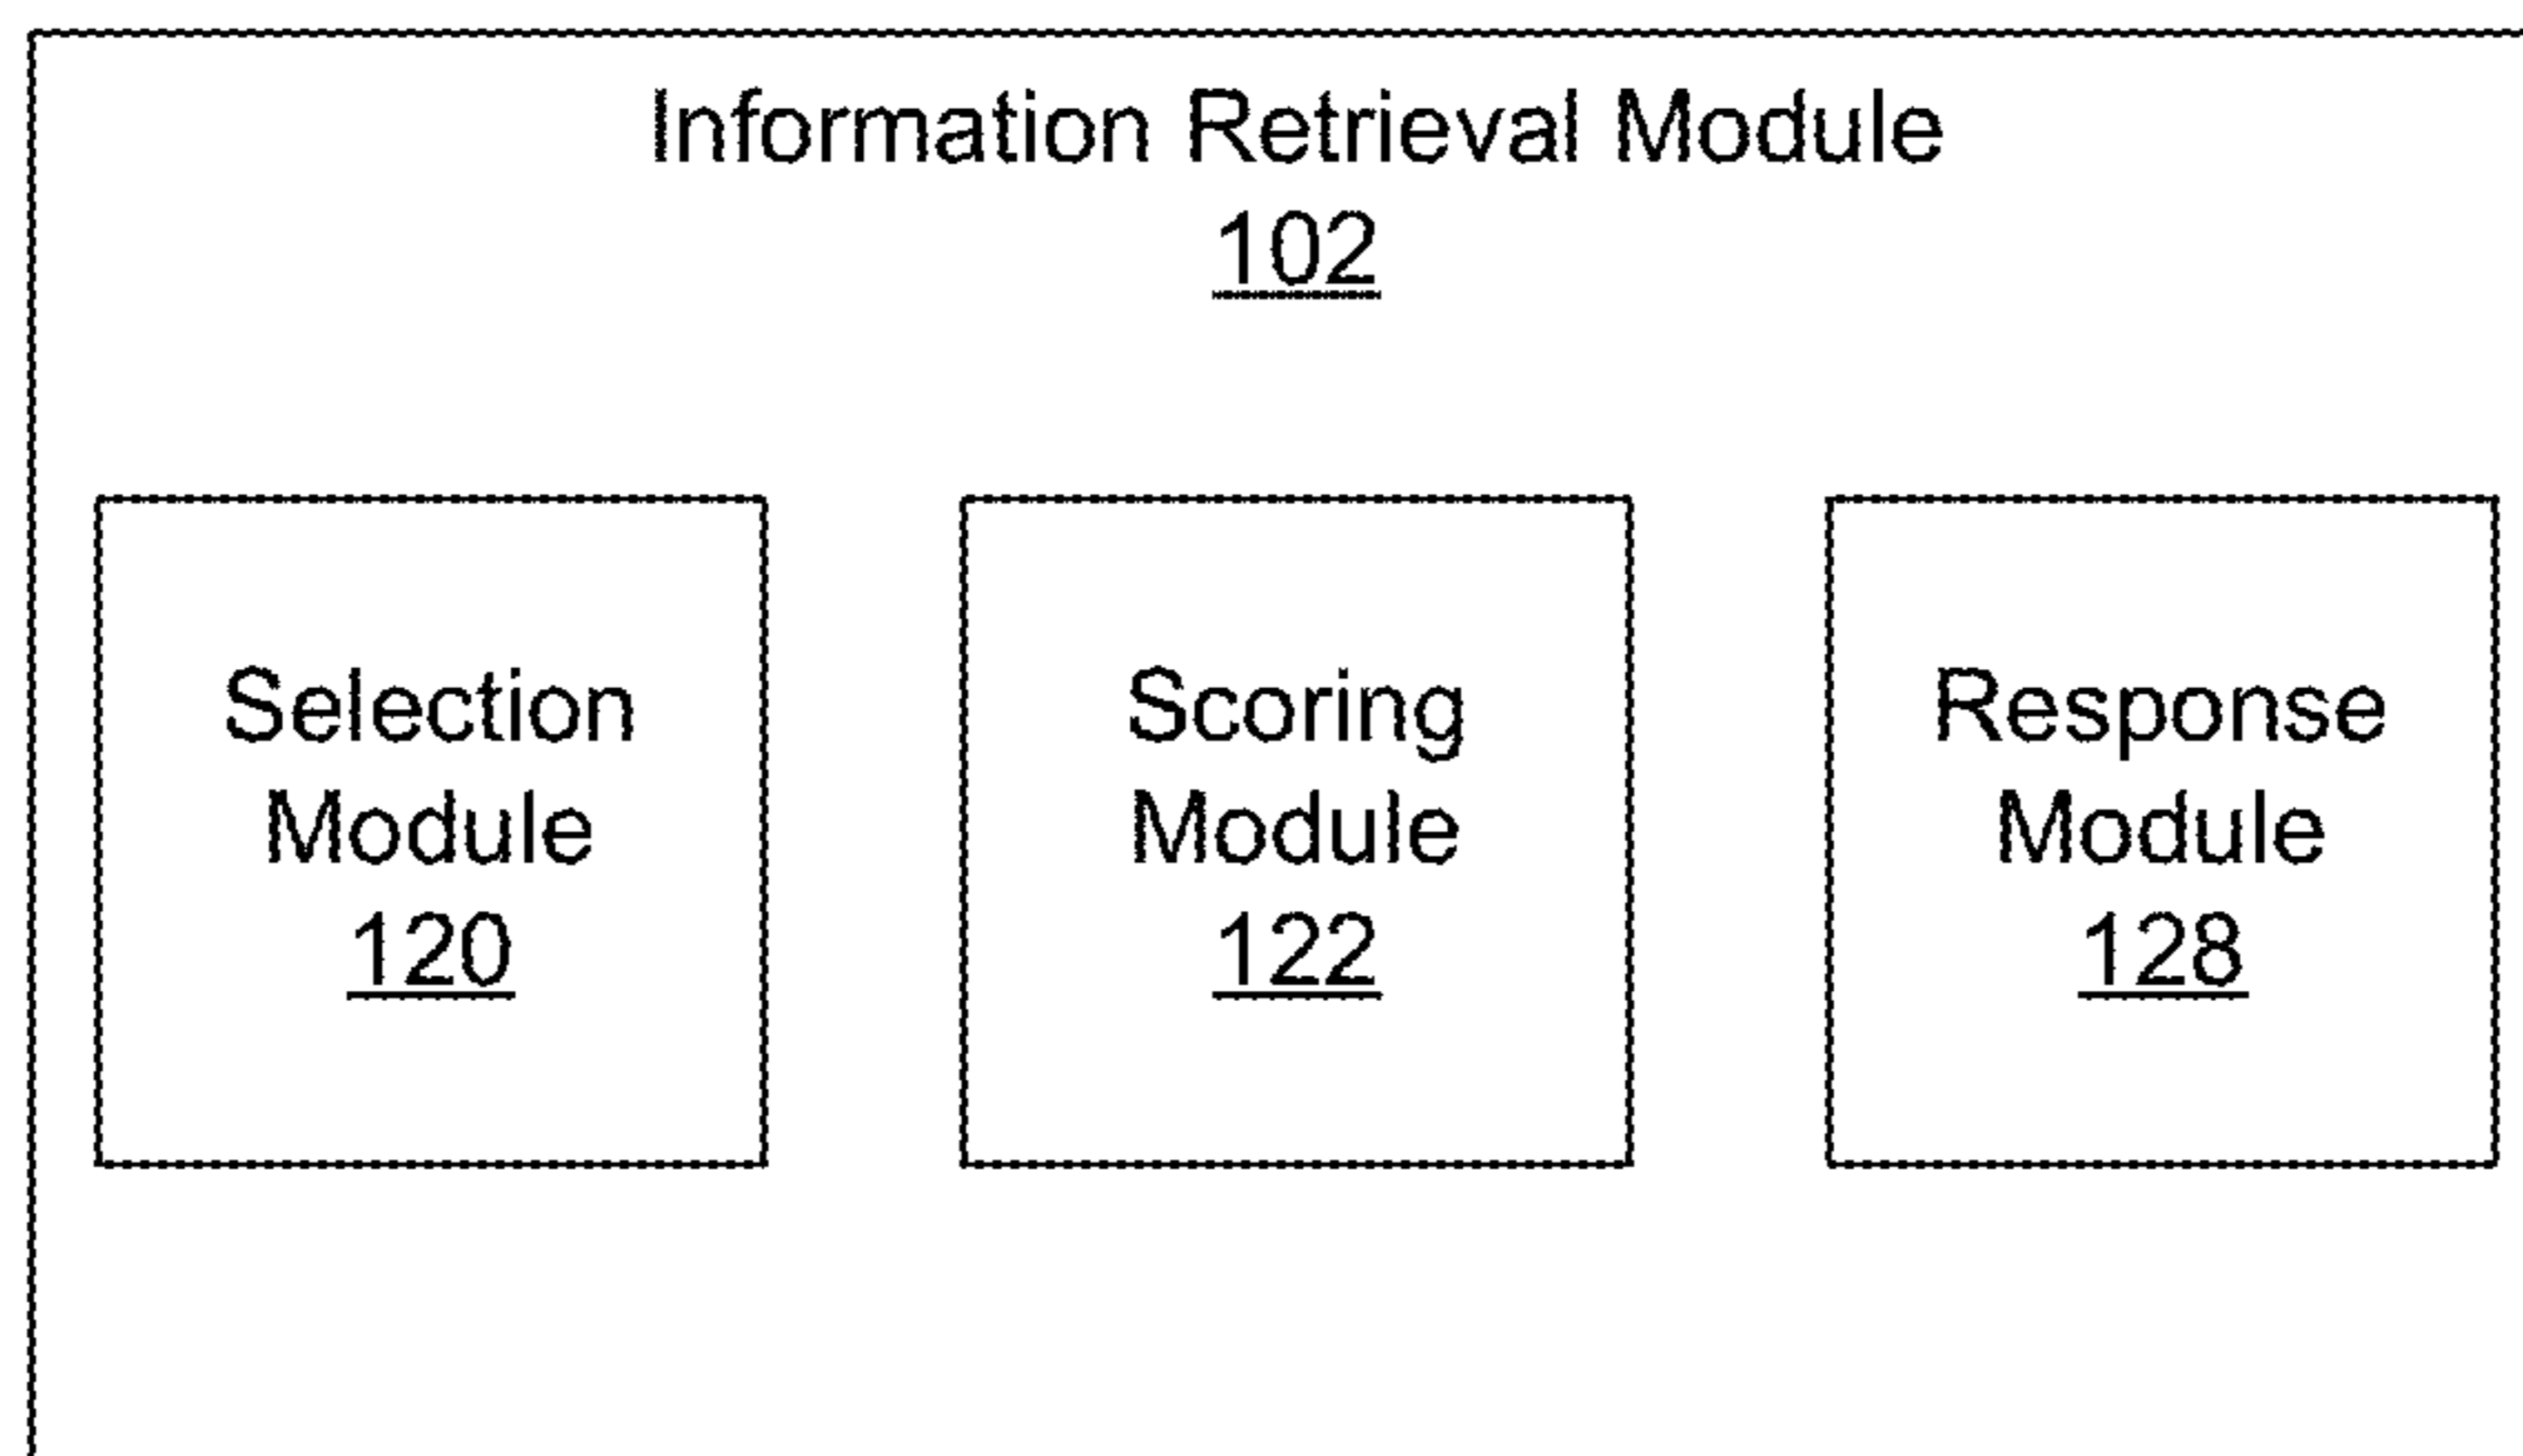 Information Retrieval Module
102
Selection
Module
120
Scoring
Module
122
Response
Module
128